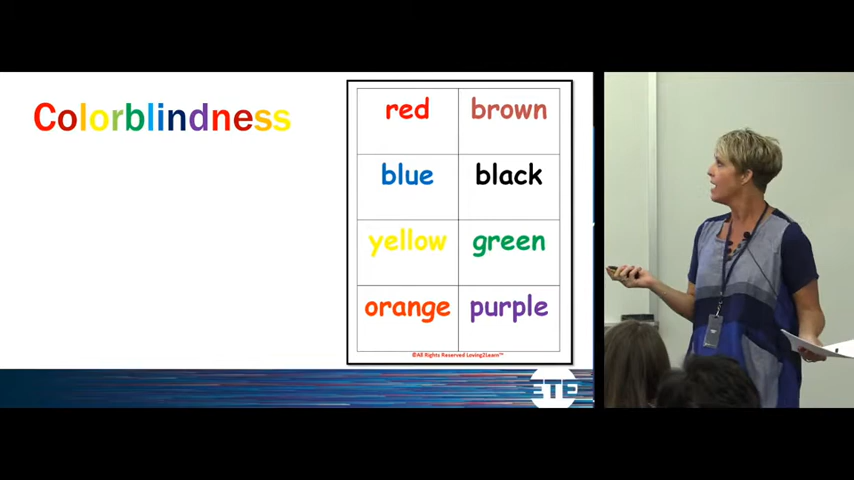 Colorblindness
red brown
blue black
yellow green
orange purple
©All Rights Reserved Loving2Learn™
ETE